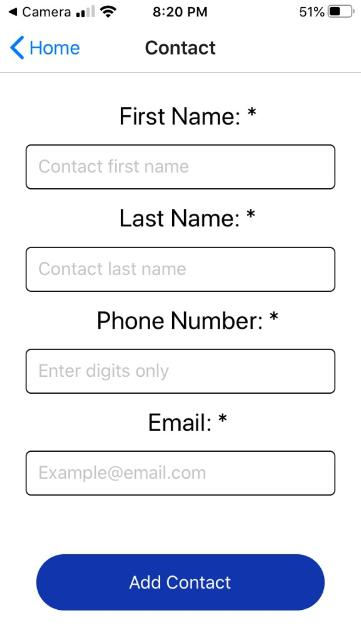 Camera 8:20 PM 51%
Home Contact
First Name: *
Contact first name
Last Name: *
Contact last name
Phone Number: *
Enter digits only
Email: *
Example@email.com
Add Contact